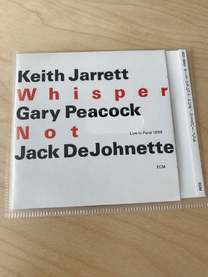 Keith Jarrett
Whisper
Gary Peacock
Live in Paris 1999
Not
Jack DeJohnette
ECM